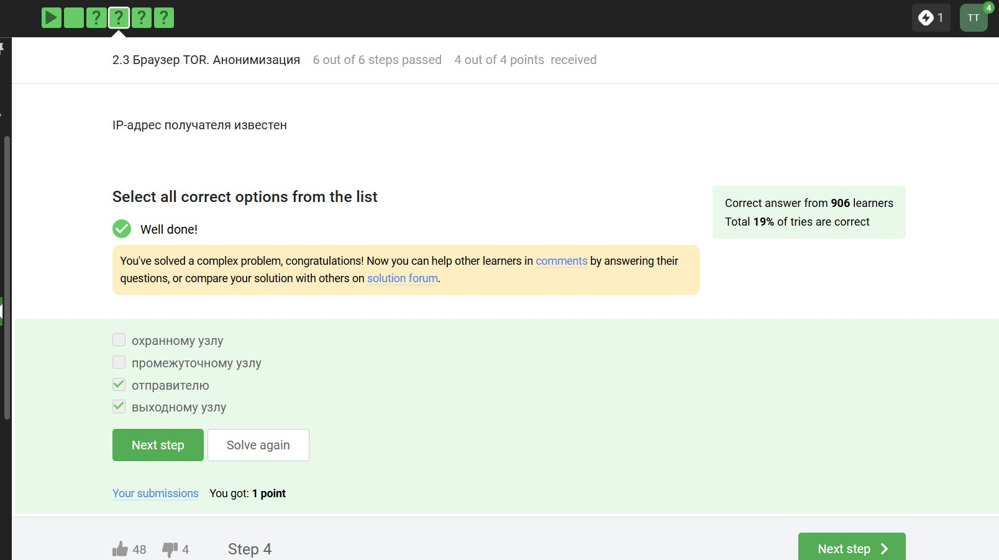 ? ? ? ?
1
TT
4
2.3 Браузер TOR. Анонимизация 6 out of 6 steps passed 4 out of 4 points received
IP-адрес получателя известен
Select all correct options from the list
Well done!
You've solved a complex problem, congratulations! Now you can help other learners in comments by answering their
questions, or compare your solution with others on solution forum.
Correct answer from 906 learners
Total 19% of tries are correct
охранному узлу
промежуточному узлу
отправителю
выходному узлу
Next step Solve again
Your submissions You got: 1 point
48 4 Step 4 Next step